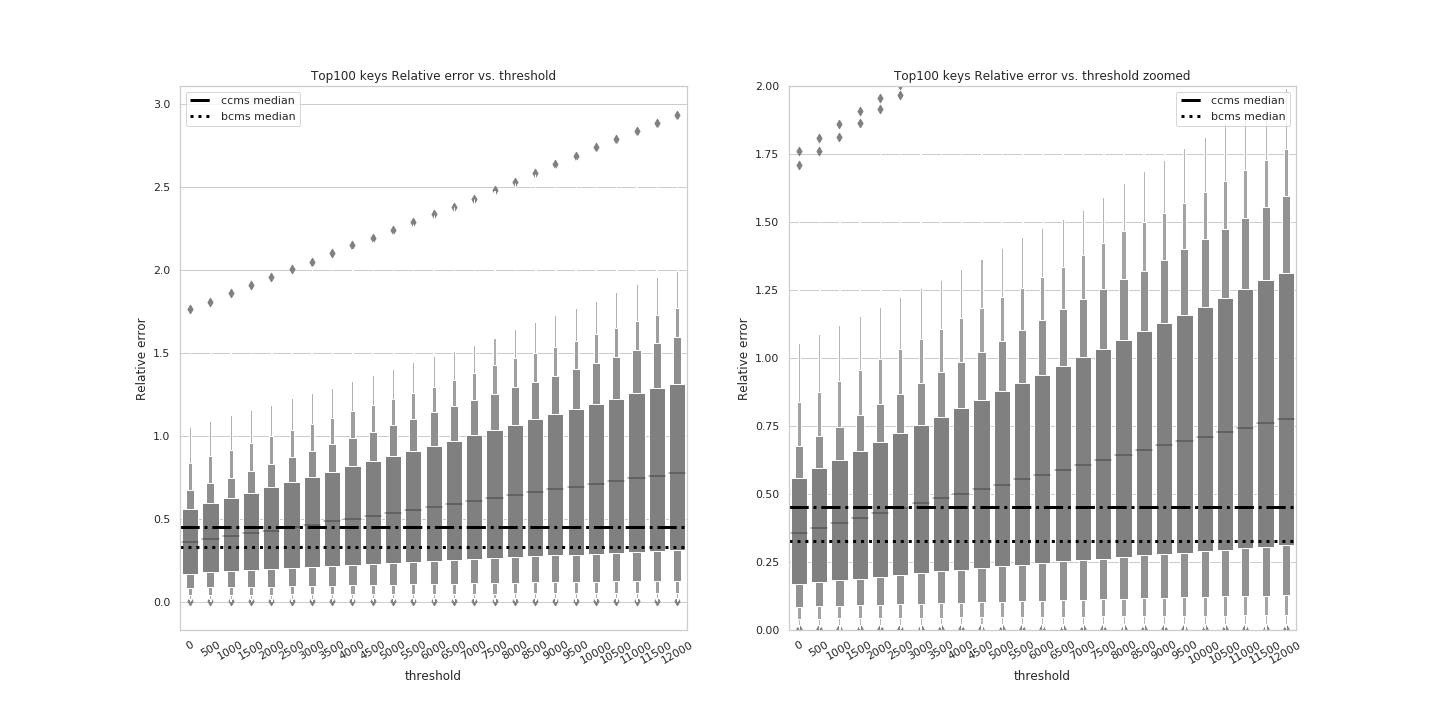 Top100 keys Relative error vs. threshold
ccms median
bcms median
3.0
2.5
2.0
1.5
1.0
0.5
0.0
Relative error
0 500 1000 1500 2000 2500 3000 3500 4000 4500 5000 5500 6000 6500 7000 7500 8000 8500 9000 9500 10000 10500 11000 11500 12000
threshold
Top100 keys Relative error vs. threshold zoomed
ccms median
bcms median
2.00
1.75
1.50
1.25
1.00
0.75
0.50
0.25
0.00
Relative error
0 500 1000 1500 2000 2500 3000 3500 4000 4500 5000 5500 6000 6500 7000 7500 8000 8500 9000 9500 10000 10500 11000 11500 12000
threshold